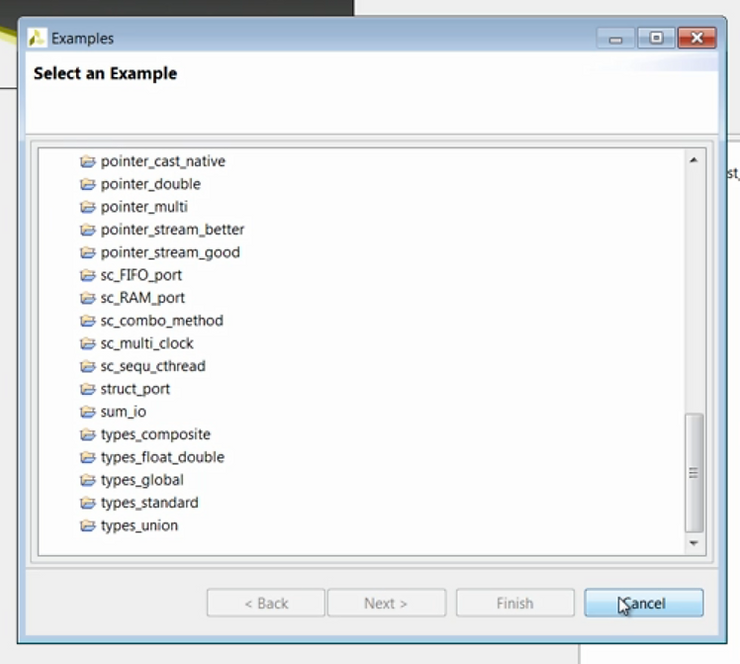 Examples
Select an Example
pointer_cast_native
pointer_double
pointer_multi
pointer_stream_better
pointer_stream_good
sc_FIFO_port
sc_RAM_port
sc_combo_method
sc_multi_clock
sc_sequ_cthread
struct_port
sum_io
types_composite
types_float_double
types_global
types_standard
types_union
st,
< Back
Next >
Finish
Cancel